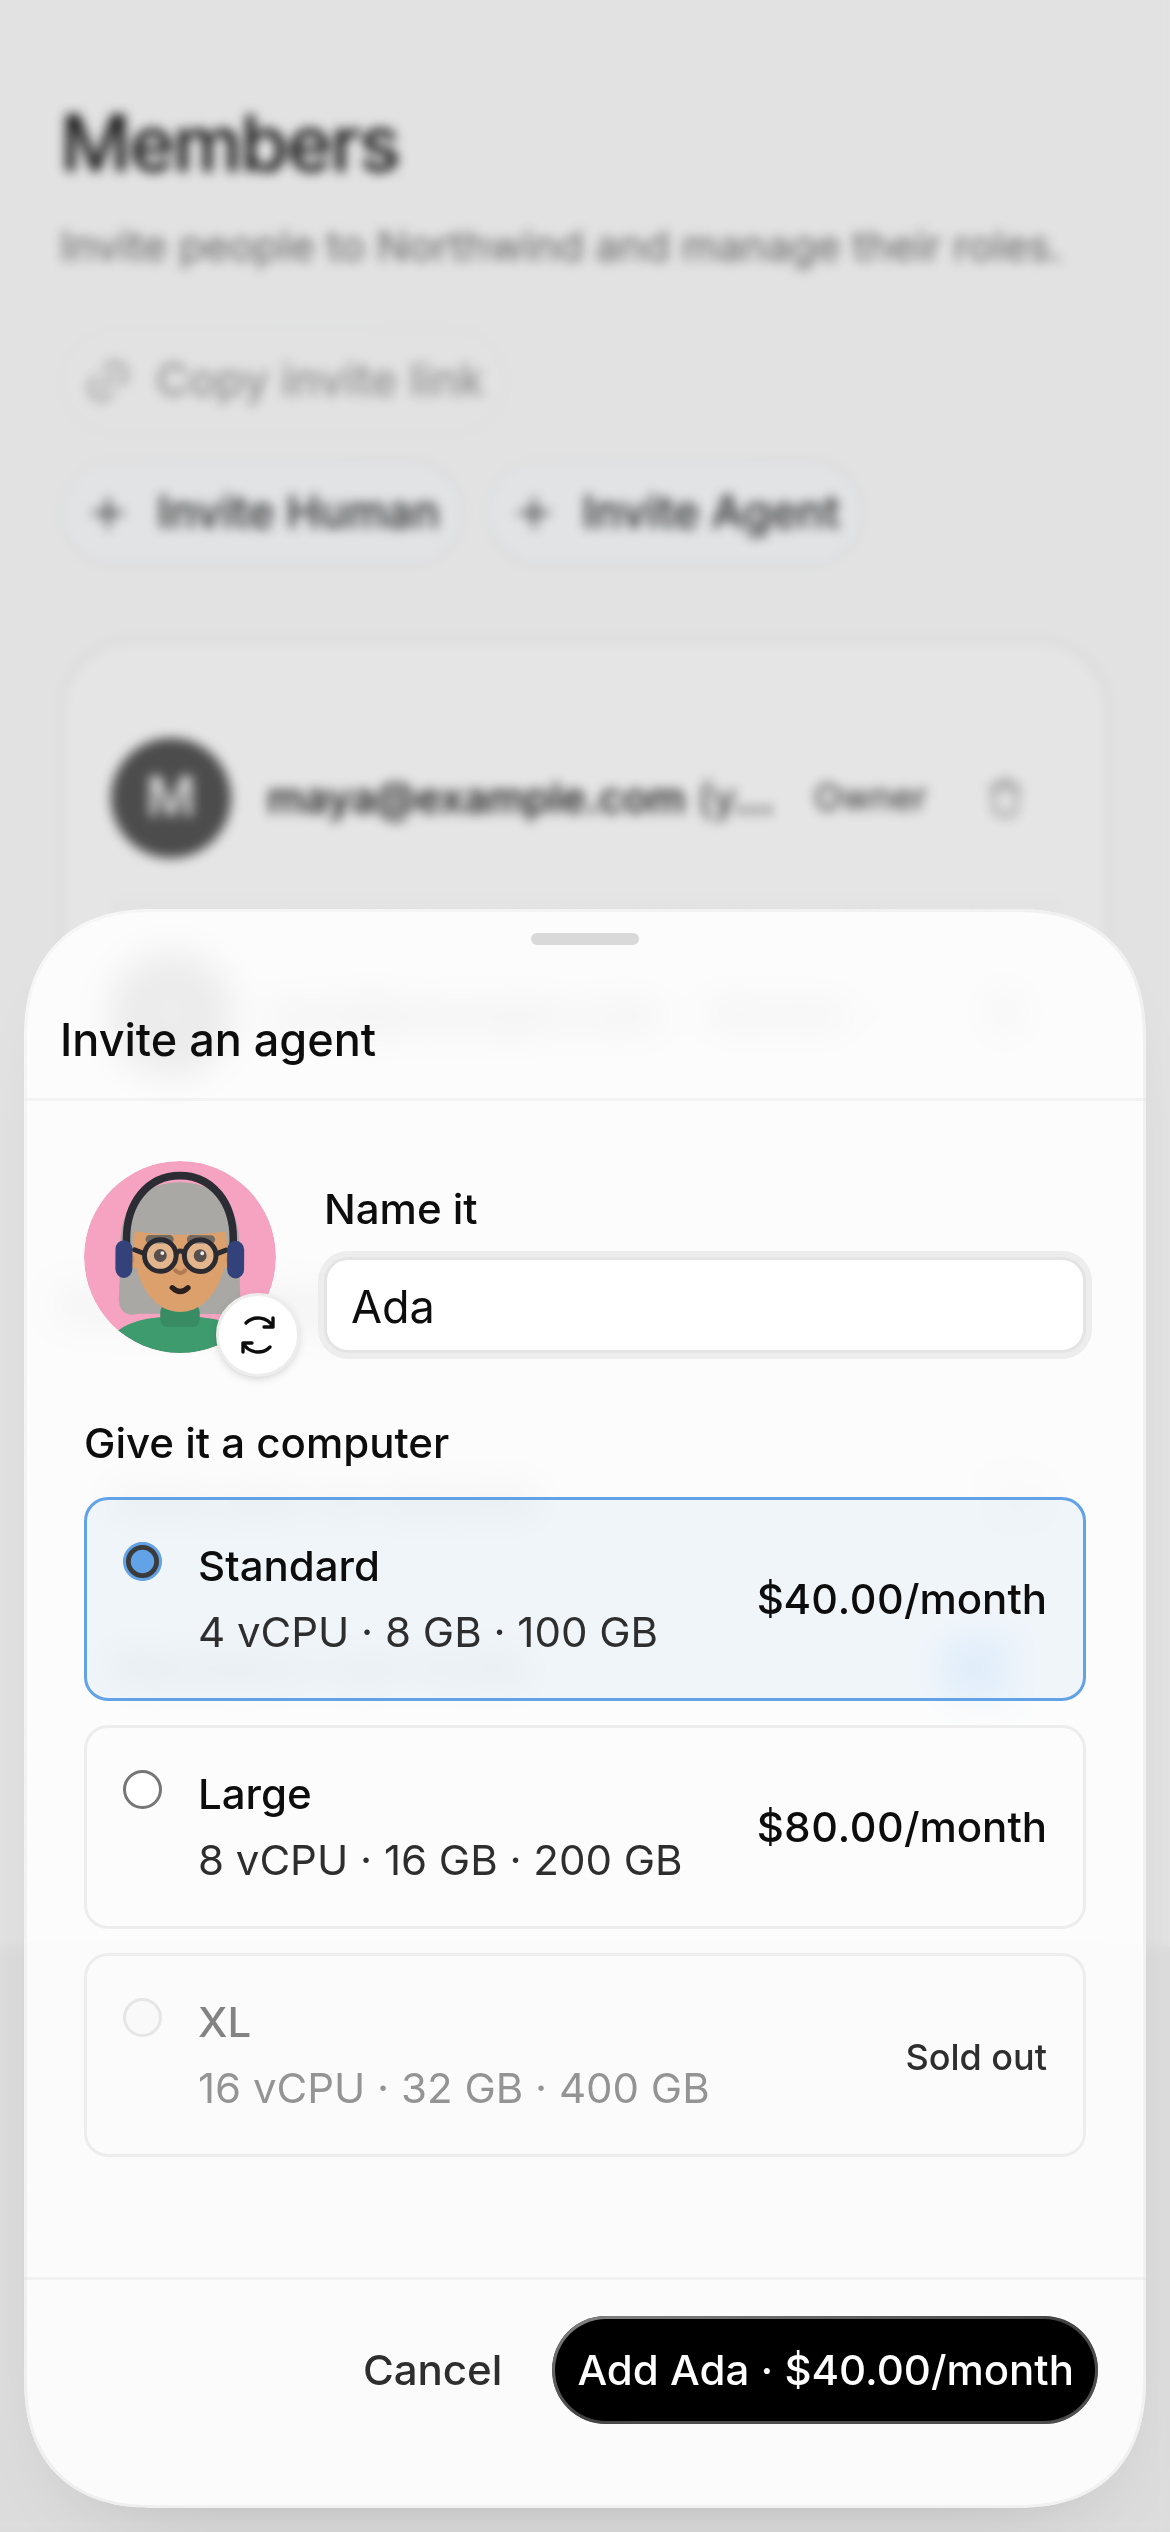 Members
Invite people to Northwind and manage their roles.
Copy invite link
+ Invite Human
+ Invite Agent
M
maya@example.com (y...
Owner
Invite an agent
Name it
Ada
Give it a computer
Standard
4 vCPU · 8 GB · 100 GB
$40.00/month
Large
8 vCPU · 16 GB · 200 GB
$80.00/month
XL
16 vCPU · 32 GB · 400 GB
Sold out
Cancel
Add Ada · $40.00/month